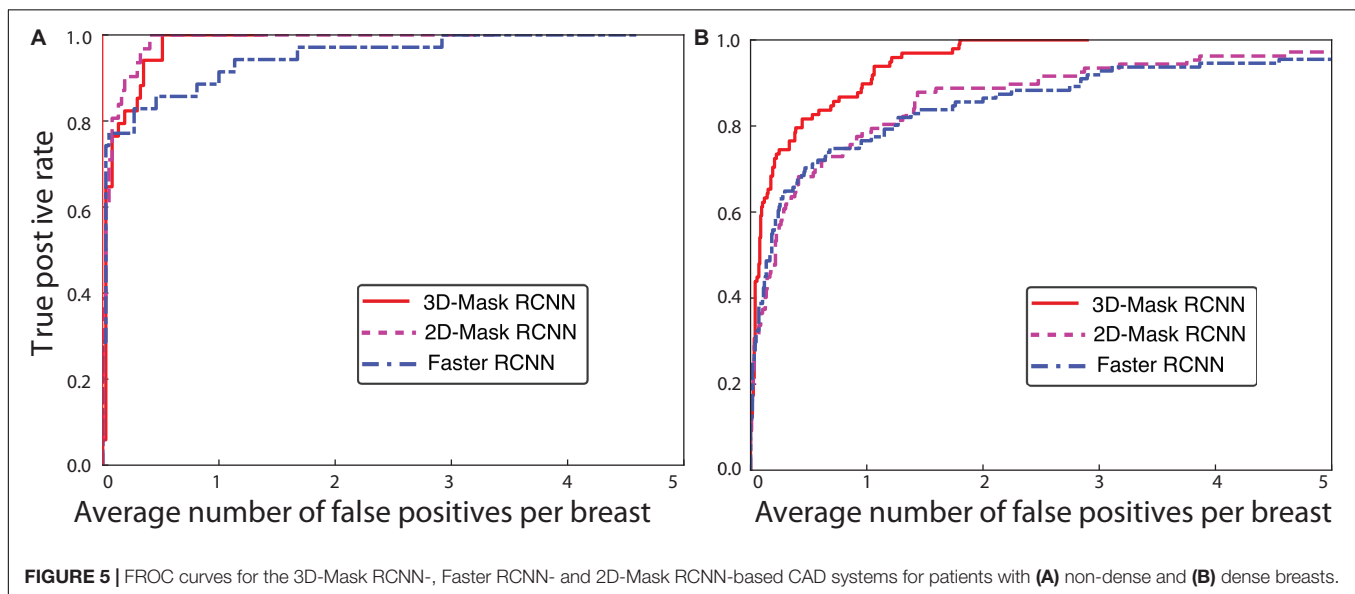 A
1.0
0.8
0.6
0.4
0.2
0.0
True postive rate
3D-Mask RCNN
2D-Mask RCNN
Faster RCNN
0 1 2 3 4 5
Average number of false positives per breast
B
1.0
0.8
0.6
0.4
0.2
0.0
3D-Mask RCNN
2D-Mask RCNN
Faster RCNN
0 1 2 3 4 5
Average number of false positives per breast
FIGURE 5 | FROC curves for the 3D-Mask RCNN-, Faster RCNN- and 2D-Mask RCNN-based CAD systems for patients with (A) non-dense and (B) dense breasts.